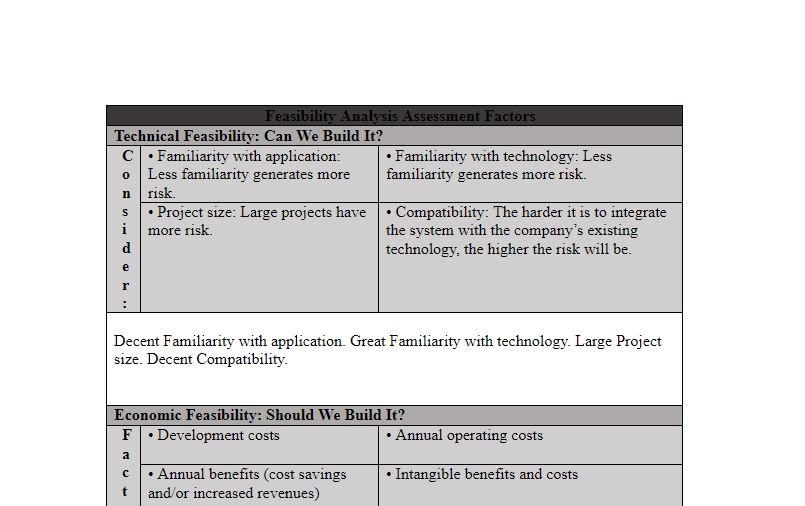 Feasibility Analysis Assessment Factors
Technical Feasibility: Can We Build It?
C
o
n
s
i
d
e
r
:
• Familiarity with application:
Less familiarity generates more
risk.
• Familiarity with technology: Less
familiarity generates more risk.
• Project size: Large projects have
more risk.
• Compatibility: The harder it is to integrate
the system with the company’s existing
technology, the higher the risk will be.
Decent Familiarity with application. Great Familiarity with technology. Large Project
size. Decent Compatibility.
Economic Feasibility: Should We Build It?
F
a
c
t
• Development costs
• Annual operating costs
• Annual benefits (cost savings
and/or increased revenues)
• Intangible benefits and costs